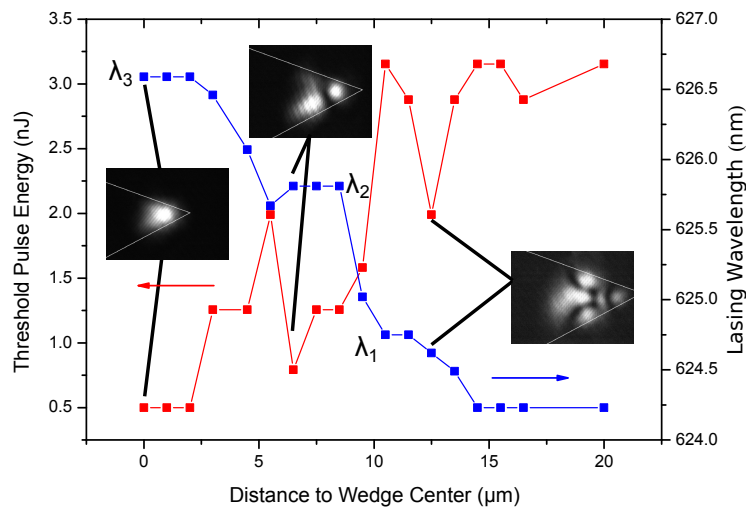 3.5
3.0
2.5
2.0
1.5
1.0
0.5
Threshold Pulse Energy (nJ)
λ3
λ2
λ1
627.0
626.5
626.0
625.5
625.0
624.5
624.0
Lasing Wavelength (nm)
0 5 10 15 20
Distance to Wedge Center (μm)